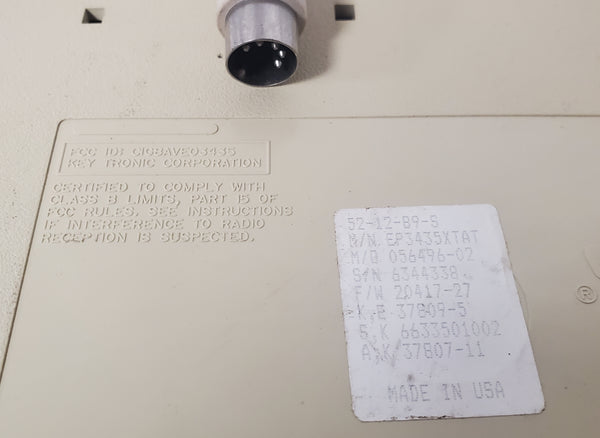 FCC ID: CIG8AVE03435
KEY TRONIC CORPORATION
CERTIFIED TO COMPLY WITH
CLASS B LIMITS, PART 15 OF
FCC RULES. SEE INSTRUCTIONS
IF INTERFERENCE TO RADIO
RECEPTION IS SUSPECTED.
52-12-89-S
M/N EP3435XTAT
M/O 056496-02
S/N 6344338
F/W 20417-27
K.E 37809-5
S.K 6633501002
A.K 37807-11
MADE IN USA
®